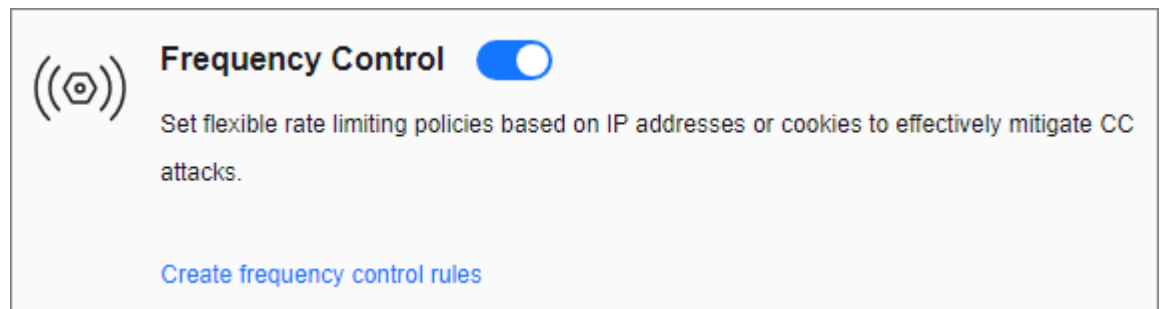 Frequency Control
Set flexible rate limiting policies based on IP addresses or cookies to effectively mitigate CC
attacks.
Create frequency control rules